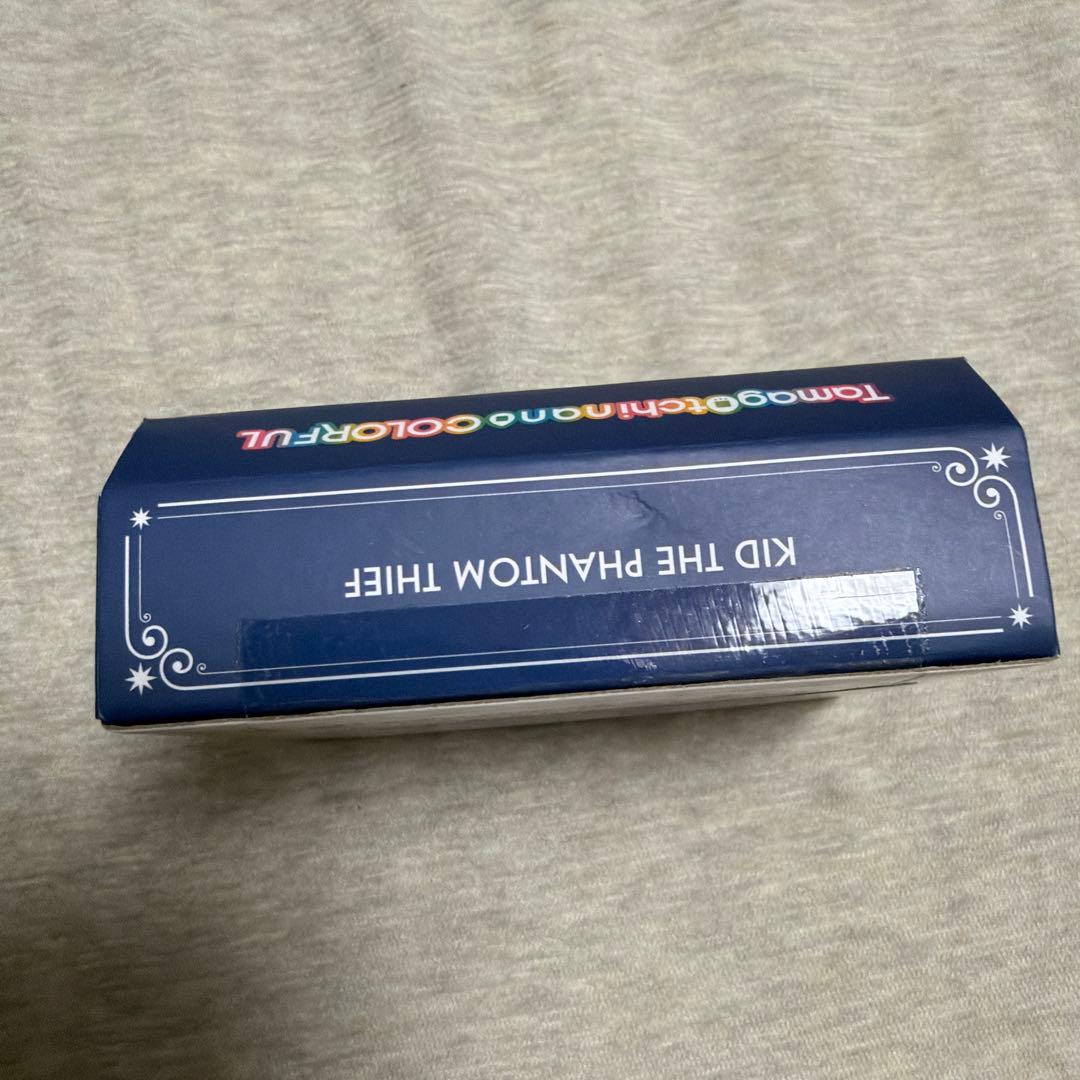 KID THE PHANTOM THIEF
Tamagotchi nano COLORFUL